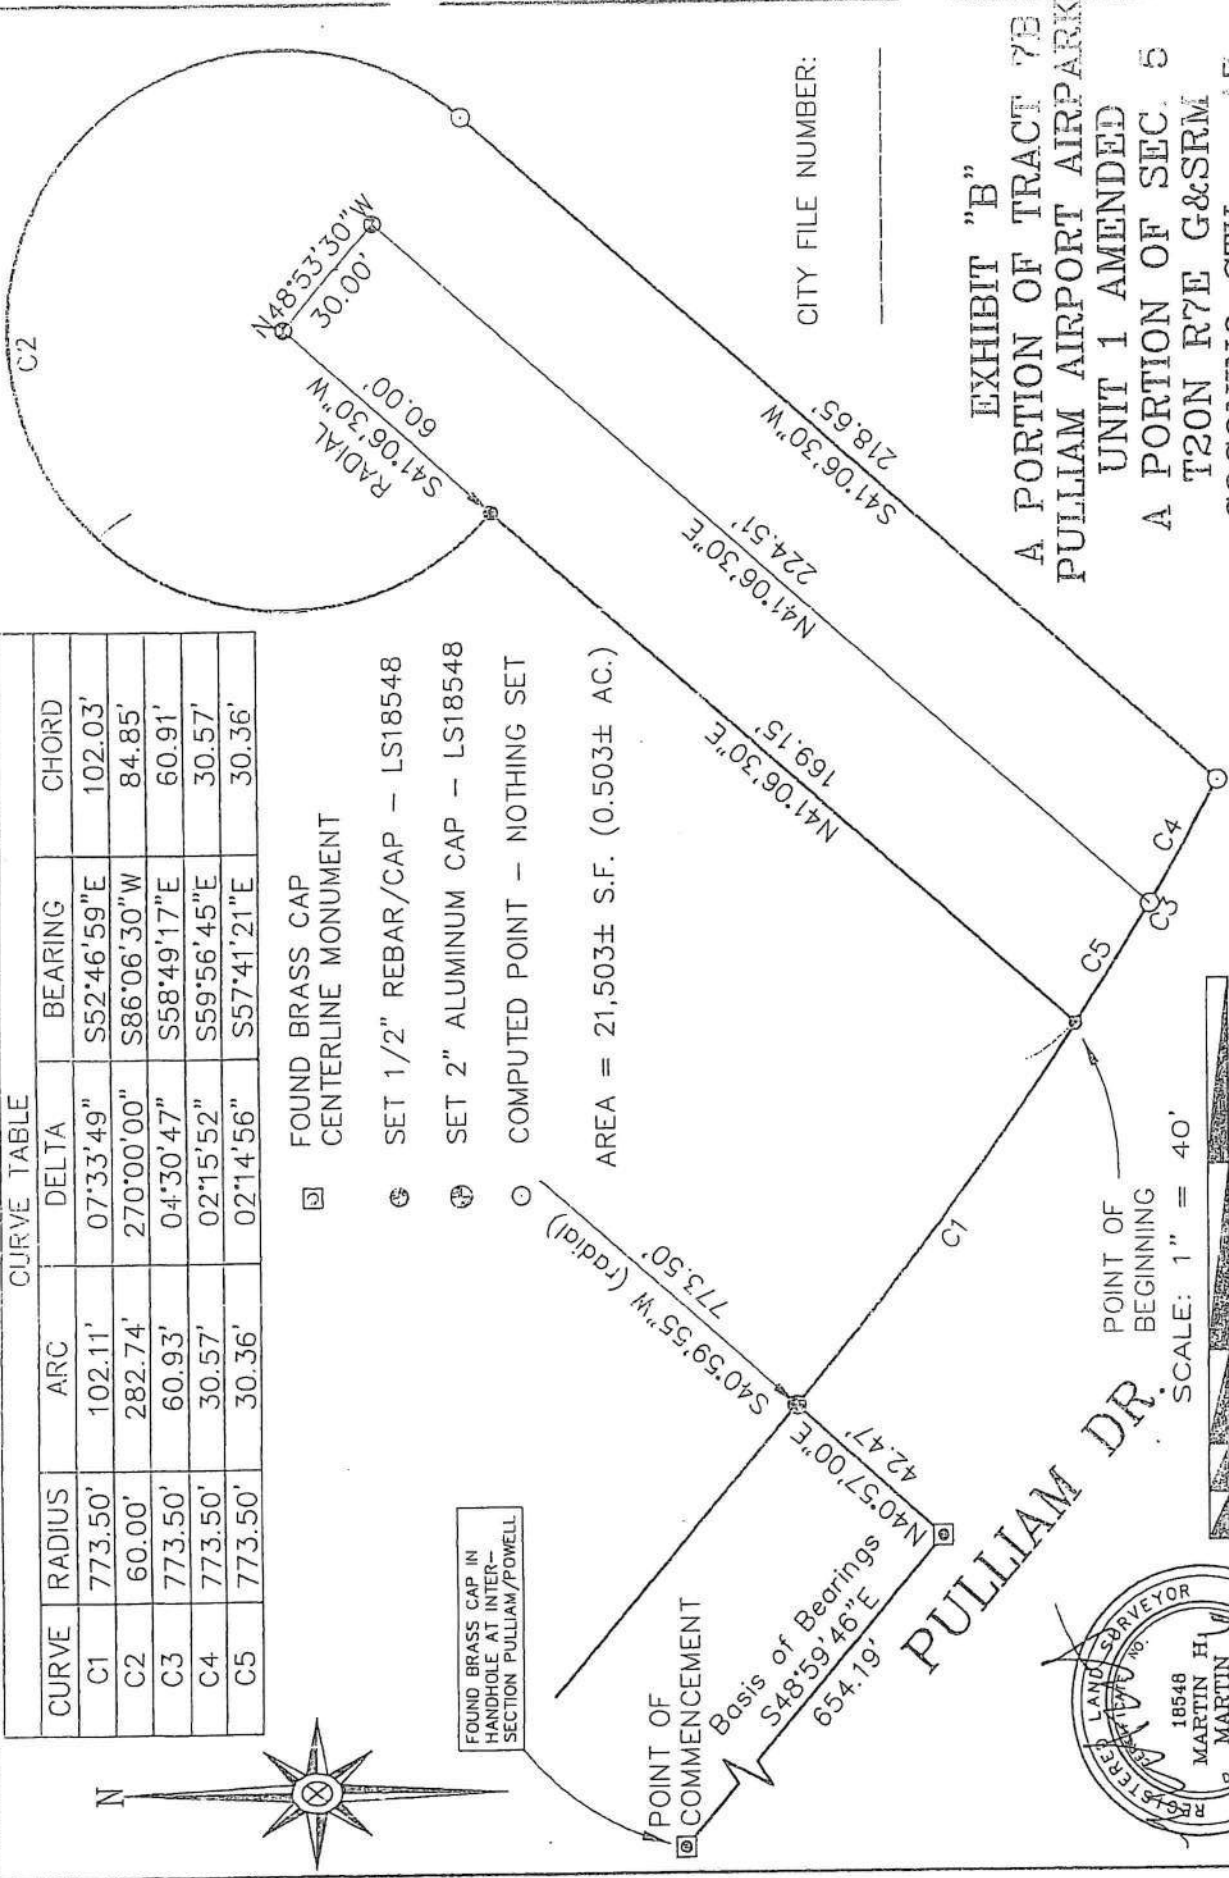 CURVE TABLE
CURVE RADIUS ARC DELTA BEARING CHORD
C1 773.50' 102.11' 07°33'49" S52°46'59"E 102.03'
C2 60.00' 282.74' 270°00'00" S86°06'30"W 84.85'
C3 773.50' 60.93' 04°30'47" S58°49'17"E 60.91'
C4 773.50' 30.57' 02°15'52" S59°56'45"E 30.57'
C5 773.50' 30.36' 02°14'56" S57°41'21"E 30.36'
N
FOUND BRASS CAP
CENTERLINE MONUMENT
SET 1/2" REBAR/CAP – LS18548
SET 2" ALUMINUM CAP – LS18548
COMPUTED POINT – NOTHING SET
AREA = 21,503± S.F. (0.503± AC.)
FOUND BRASS CAP IN
HANDHOLE AT INTER–
SECTION PULLIAM/POWELL
POINT OF
COMMENCEMENT
Basis of Bearings
S48°59'46"E
654.19'
N40°57'00"E
42.47'
S40°59'55"W (radial)
773.50'
C1
POINT OF
BEGINNING
C5
C3
C4
N41°06'30"E
169.15'
N41°06'30"E
224.51'
S41°06'30"W
218.65'
RADIAL
S41°06'30"W
60.00'
N48°53'30"W
30.00'
C2
PULLIAM DR.
SCALE: 1" = 40'
CITY FILE NUMBER:
EXHIBIT "B"
A PORTION OF TRACT 7B
PULLIAM AIRPORT AIRPARK
UNIT 1 AMENDED
A PORTION OF SEC. 5
T20N R7E G&SRM
REGISTERED LAND SURVEYOR
CERTIFICATE NO.
18548
MARTIN H.
MARTIN